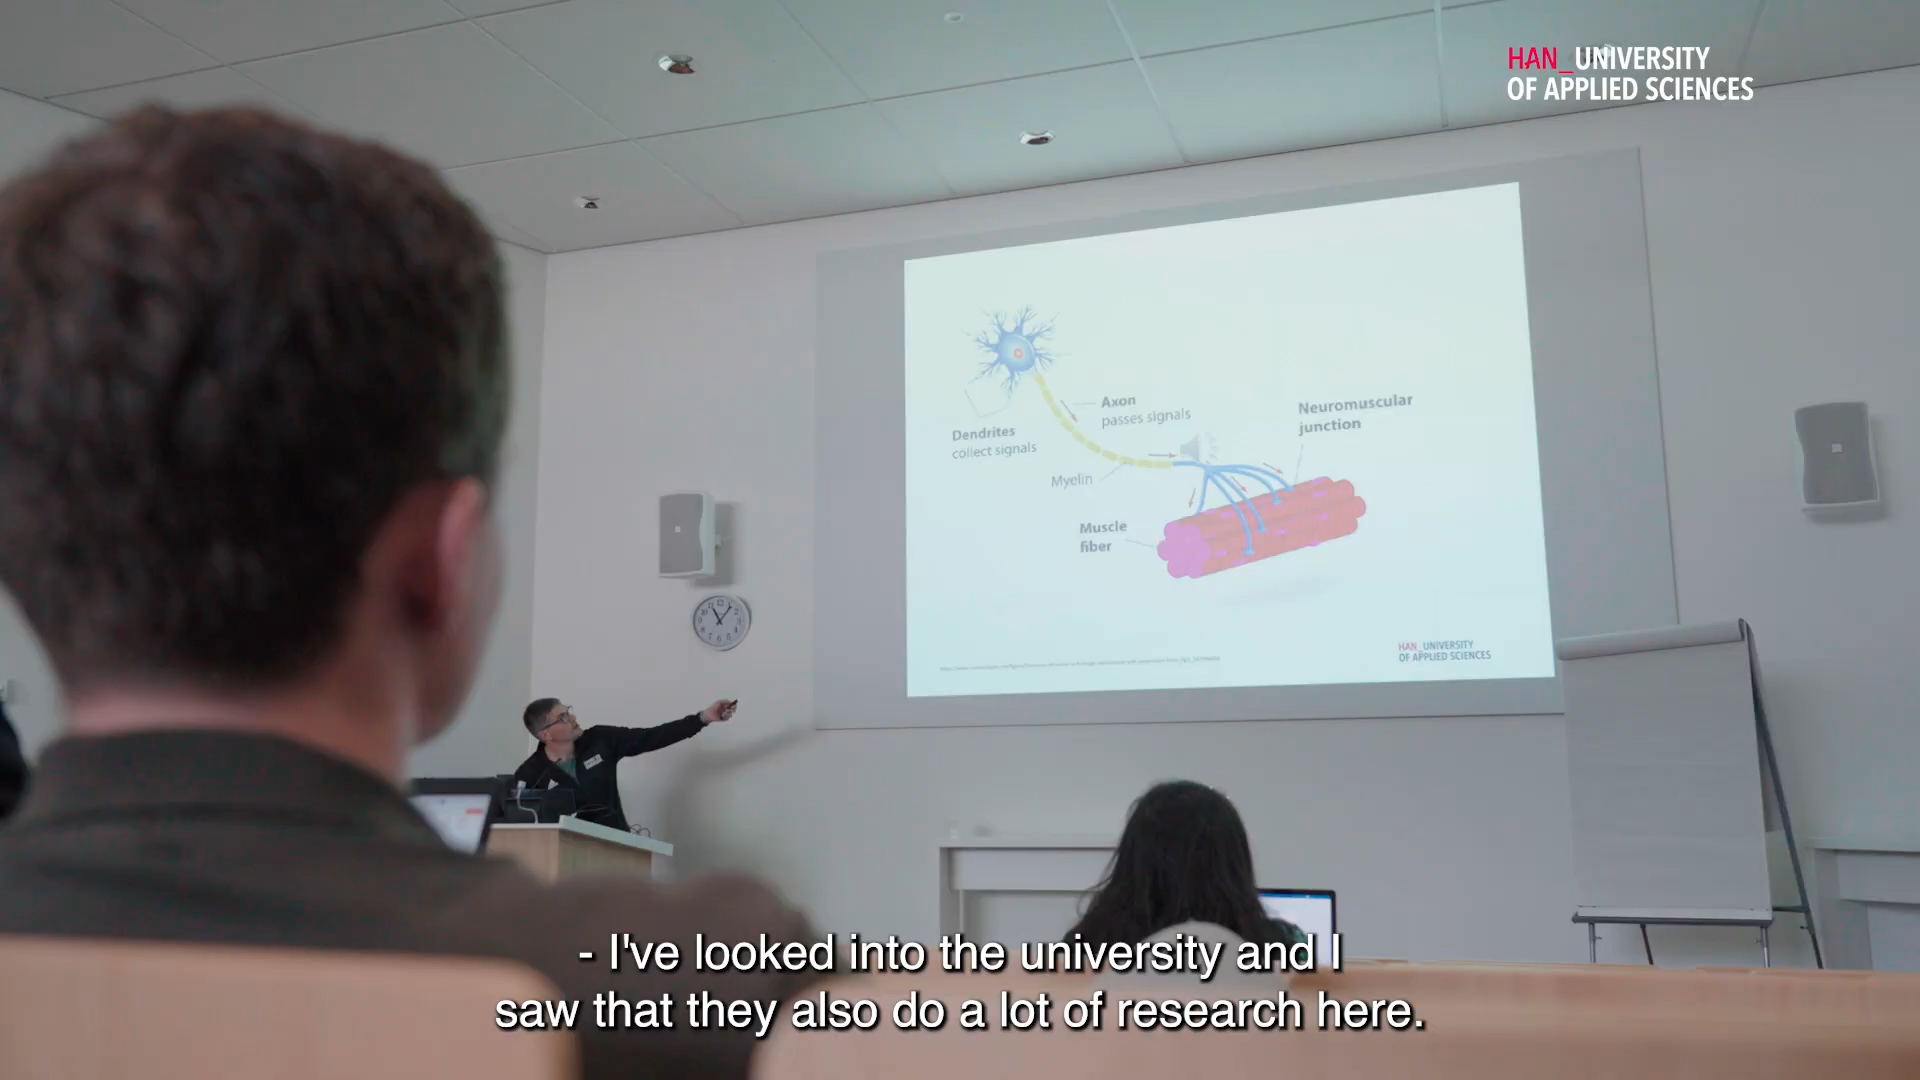 HAN_UNIVERSITY
OF APPLIED SCIENCES
Axon
passes signals
Neuromuscular
junction
Dendrites
collect signals
Myelin
Muscle
fiber
HAN_UNIVERSITY
OF APPLIED SCIENCES
- I've looked into the university and I
saw that they also do a lot of research here.